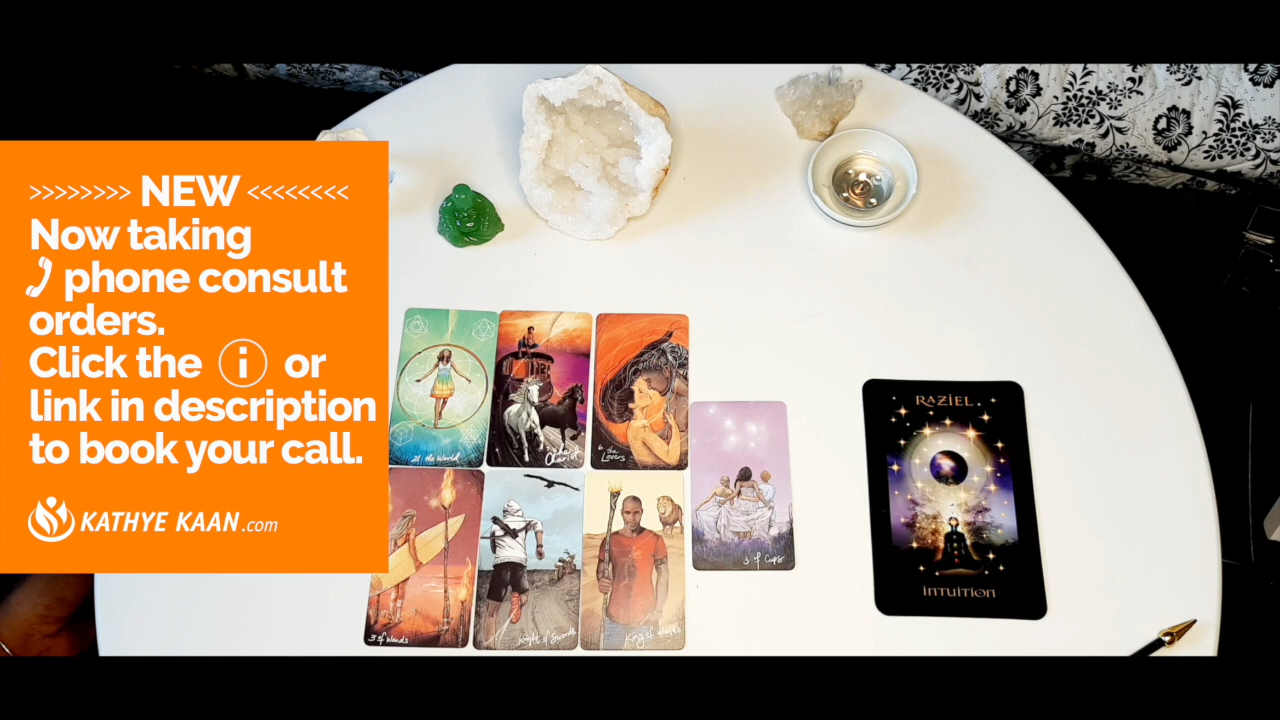 >>>>>>>> NEW <<<<<<<<
Now taking
phone consult
orders.
Click the i or
link in description
to book your call.
KATHYE KAAN.com
21: the World
7: the Chariot
6: the Lovers
3 of Wands
Knight of Swords
King of Wands
3 of Cups
RAZIEL
INTUITION